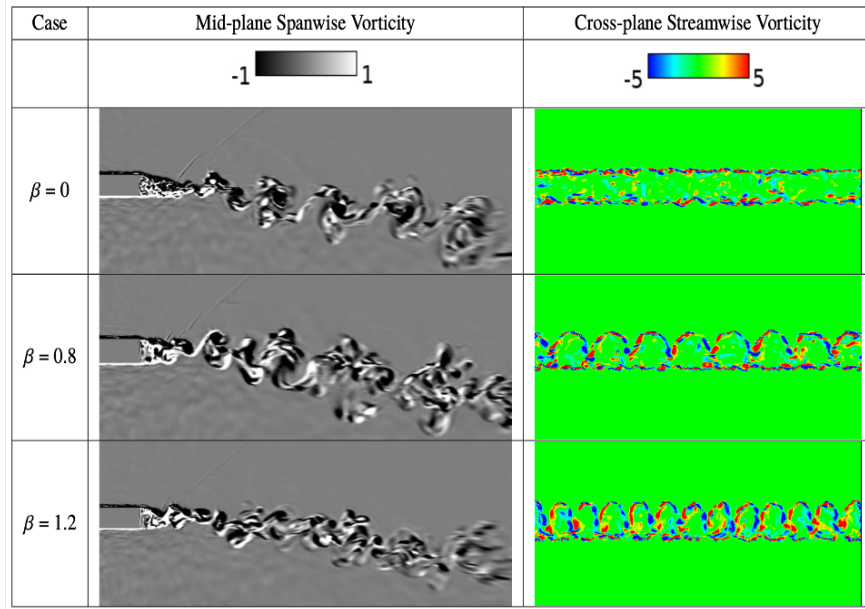 Case Mid-plane Spanwise Vorticity Cross-plane Streamwise Vorticity
-1 1 -5 5
β = 0
β = 0.8
β = 1.2